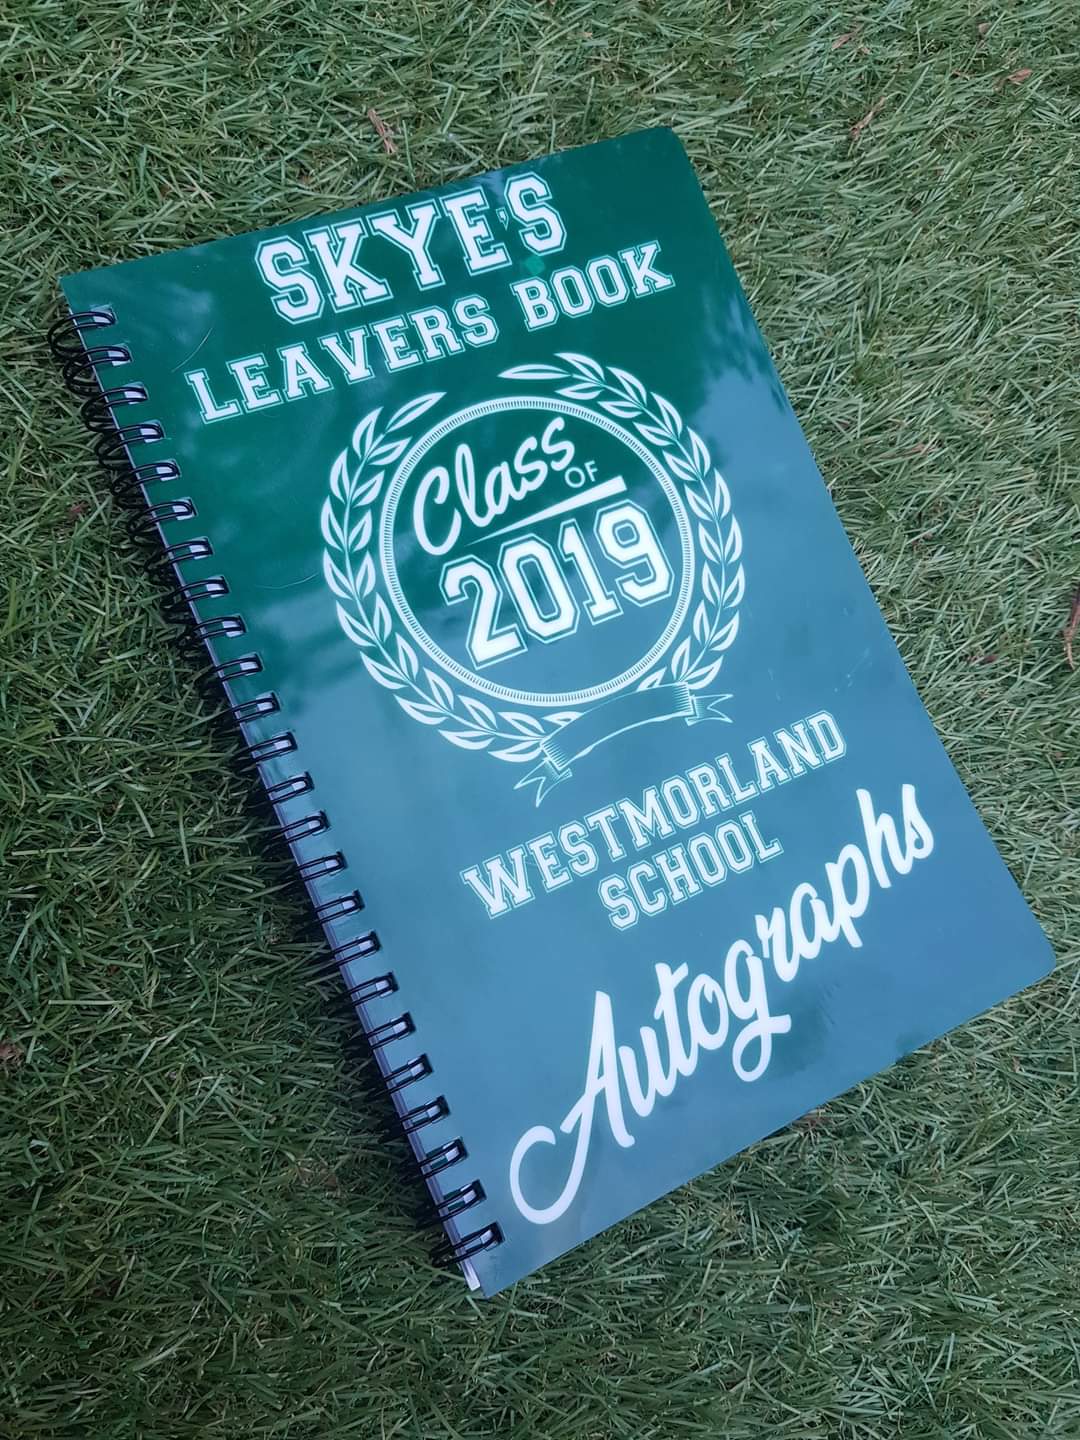 SKYE'S
LEAVERS BOOK
Class OF
2019
WESTMORLAND
SCHOOL
Autographs